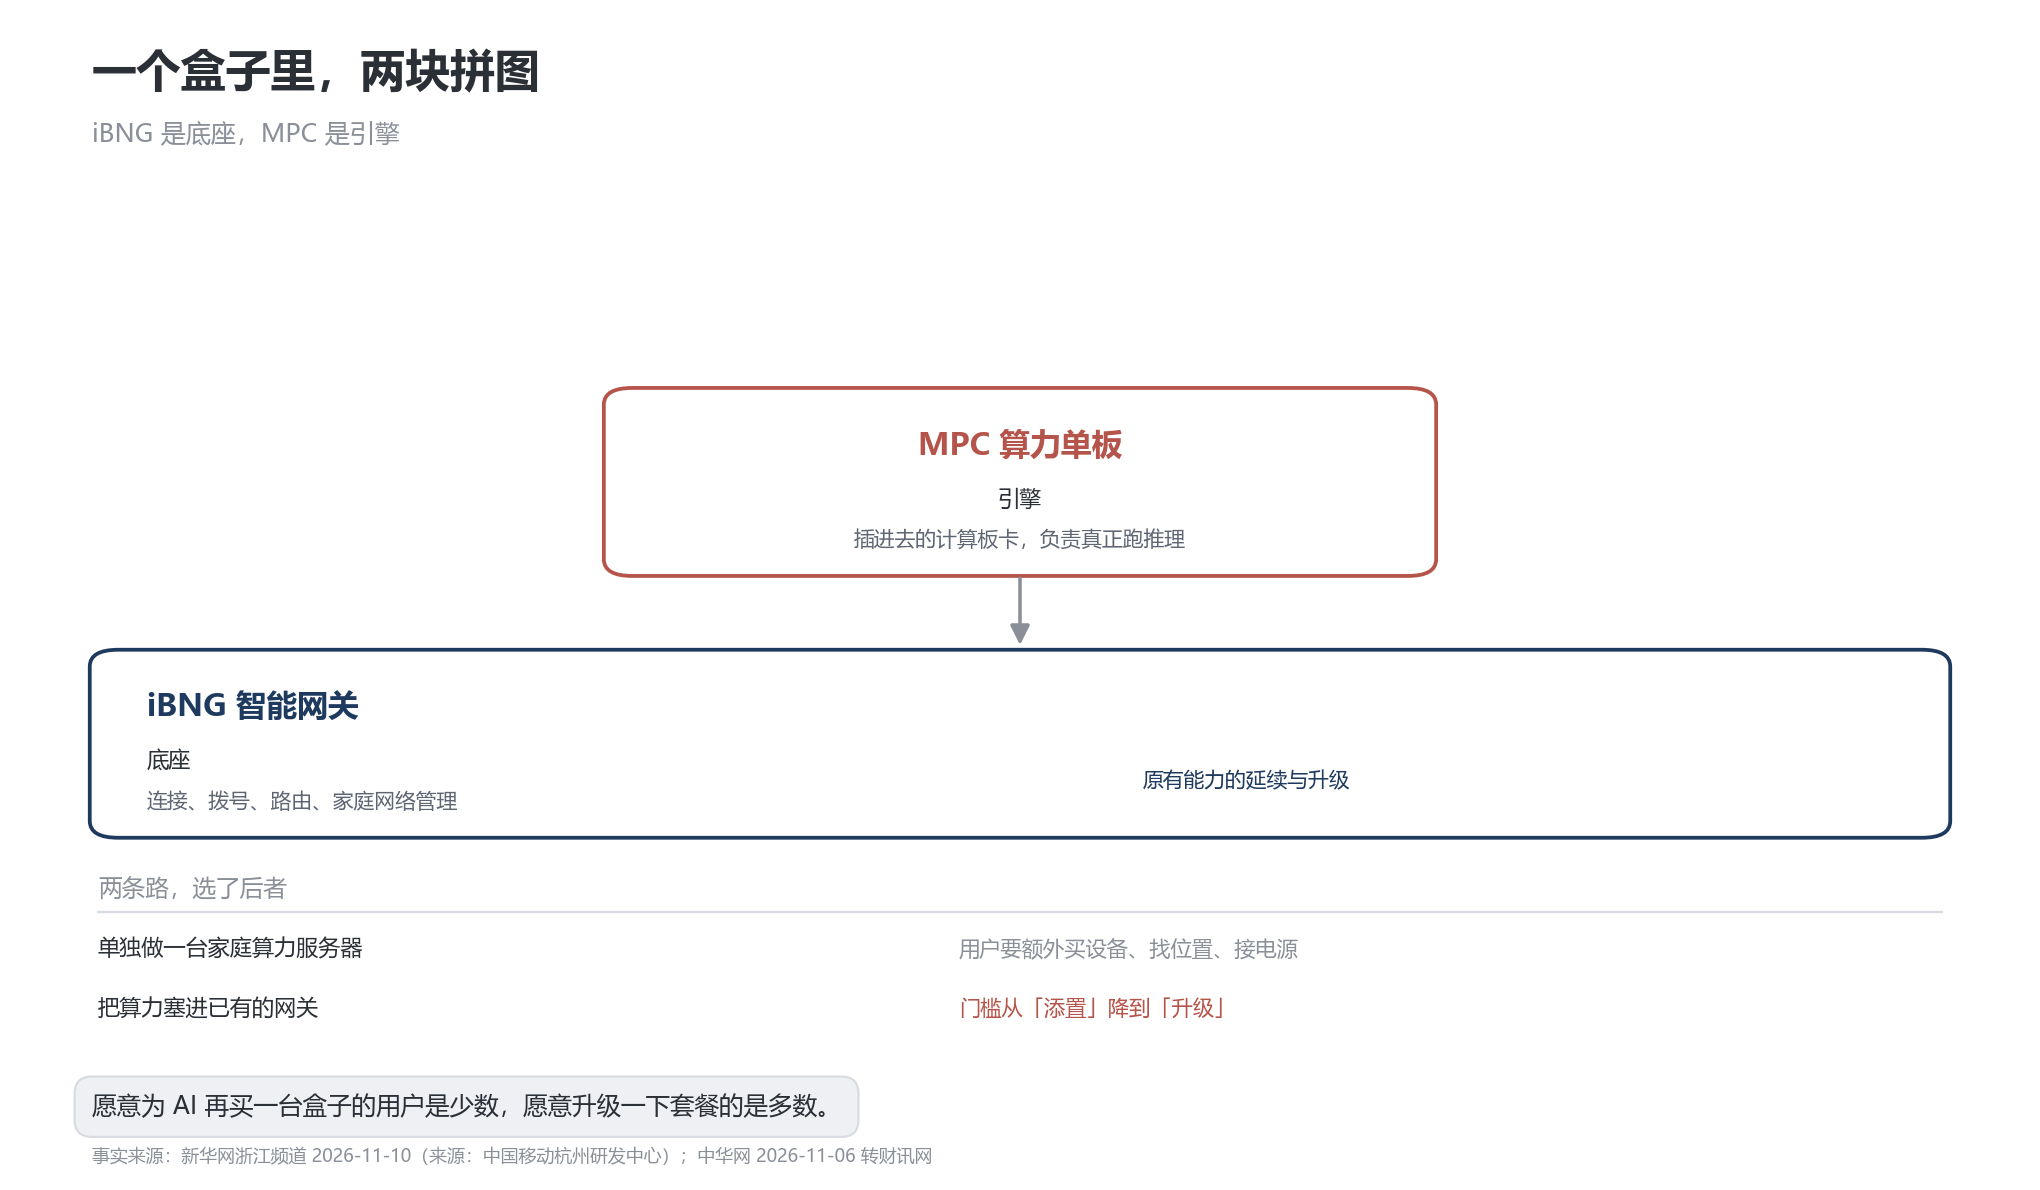 一个盒子里，两块拼图
iBNG 是底座，MPC 是引擎
MPC 算力单板
引擎
插进去的计算板卡，负责真正跑推理
iBNG 智能网关
底座
连接、拨号、路由、家庭网络管理
原有能力的延续与升级
两条路，选了后者
单独做一台家庭算力服务器
用户要额外买设备、找位置、接电源
把算力塞进已有的网关
门槛从「添置」降到「升级」
愿意为 AI 再买一台盒子的用户是少数，愿意升级一下套餐的是多数。
事实来源：新华网浙江频道 2026-11-10（来源：中国移动杭州研发中心）；中华网 2026-11-06 转财讯网